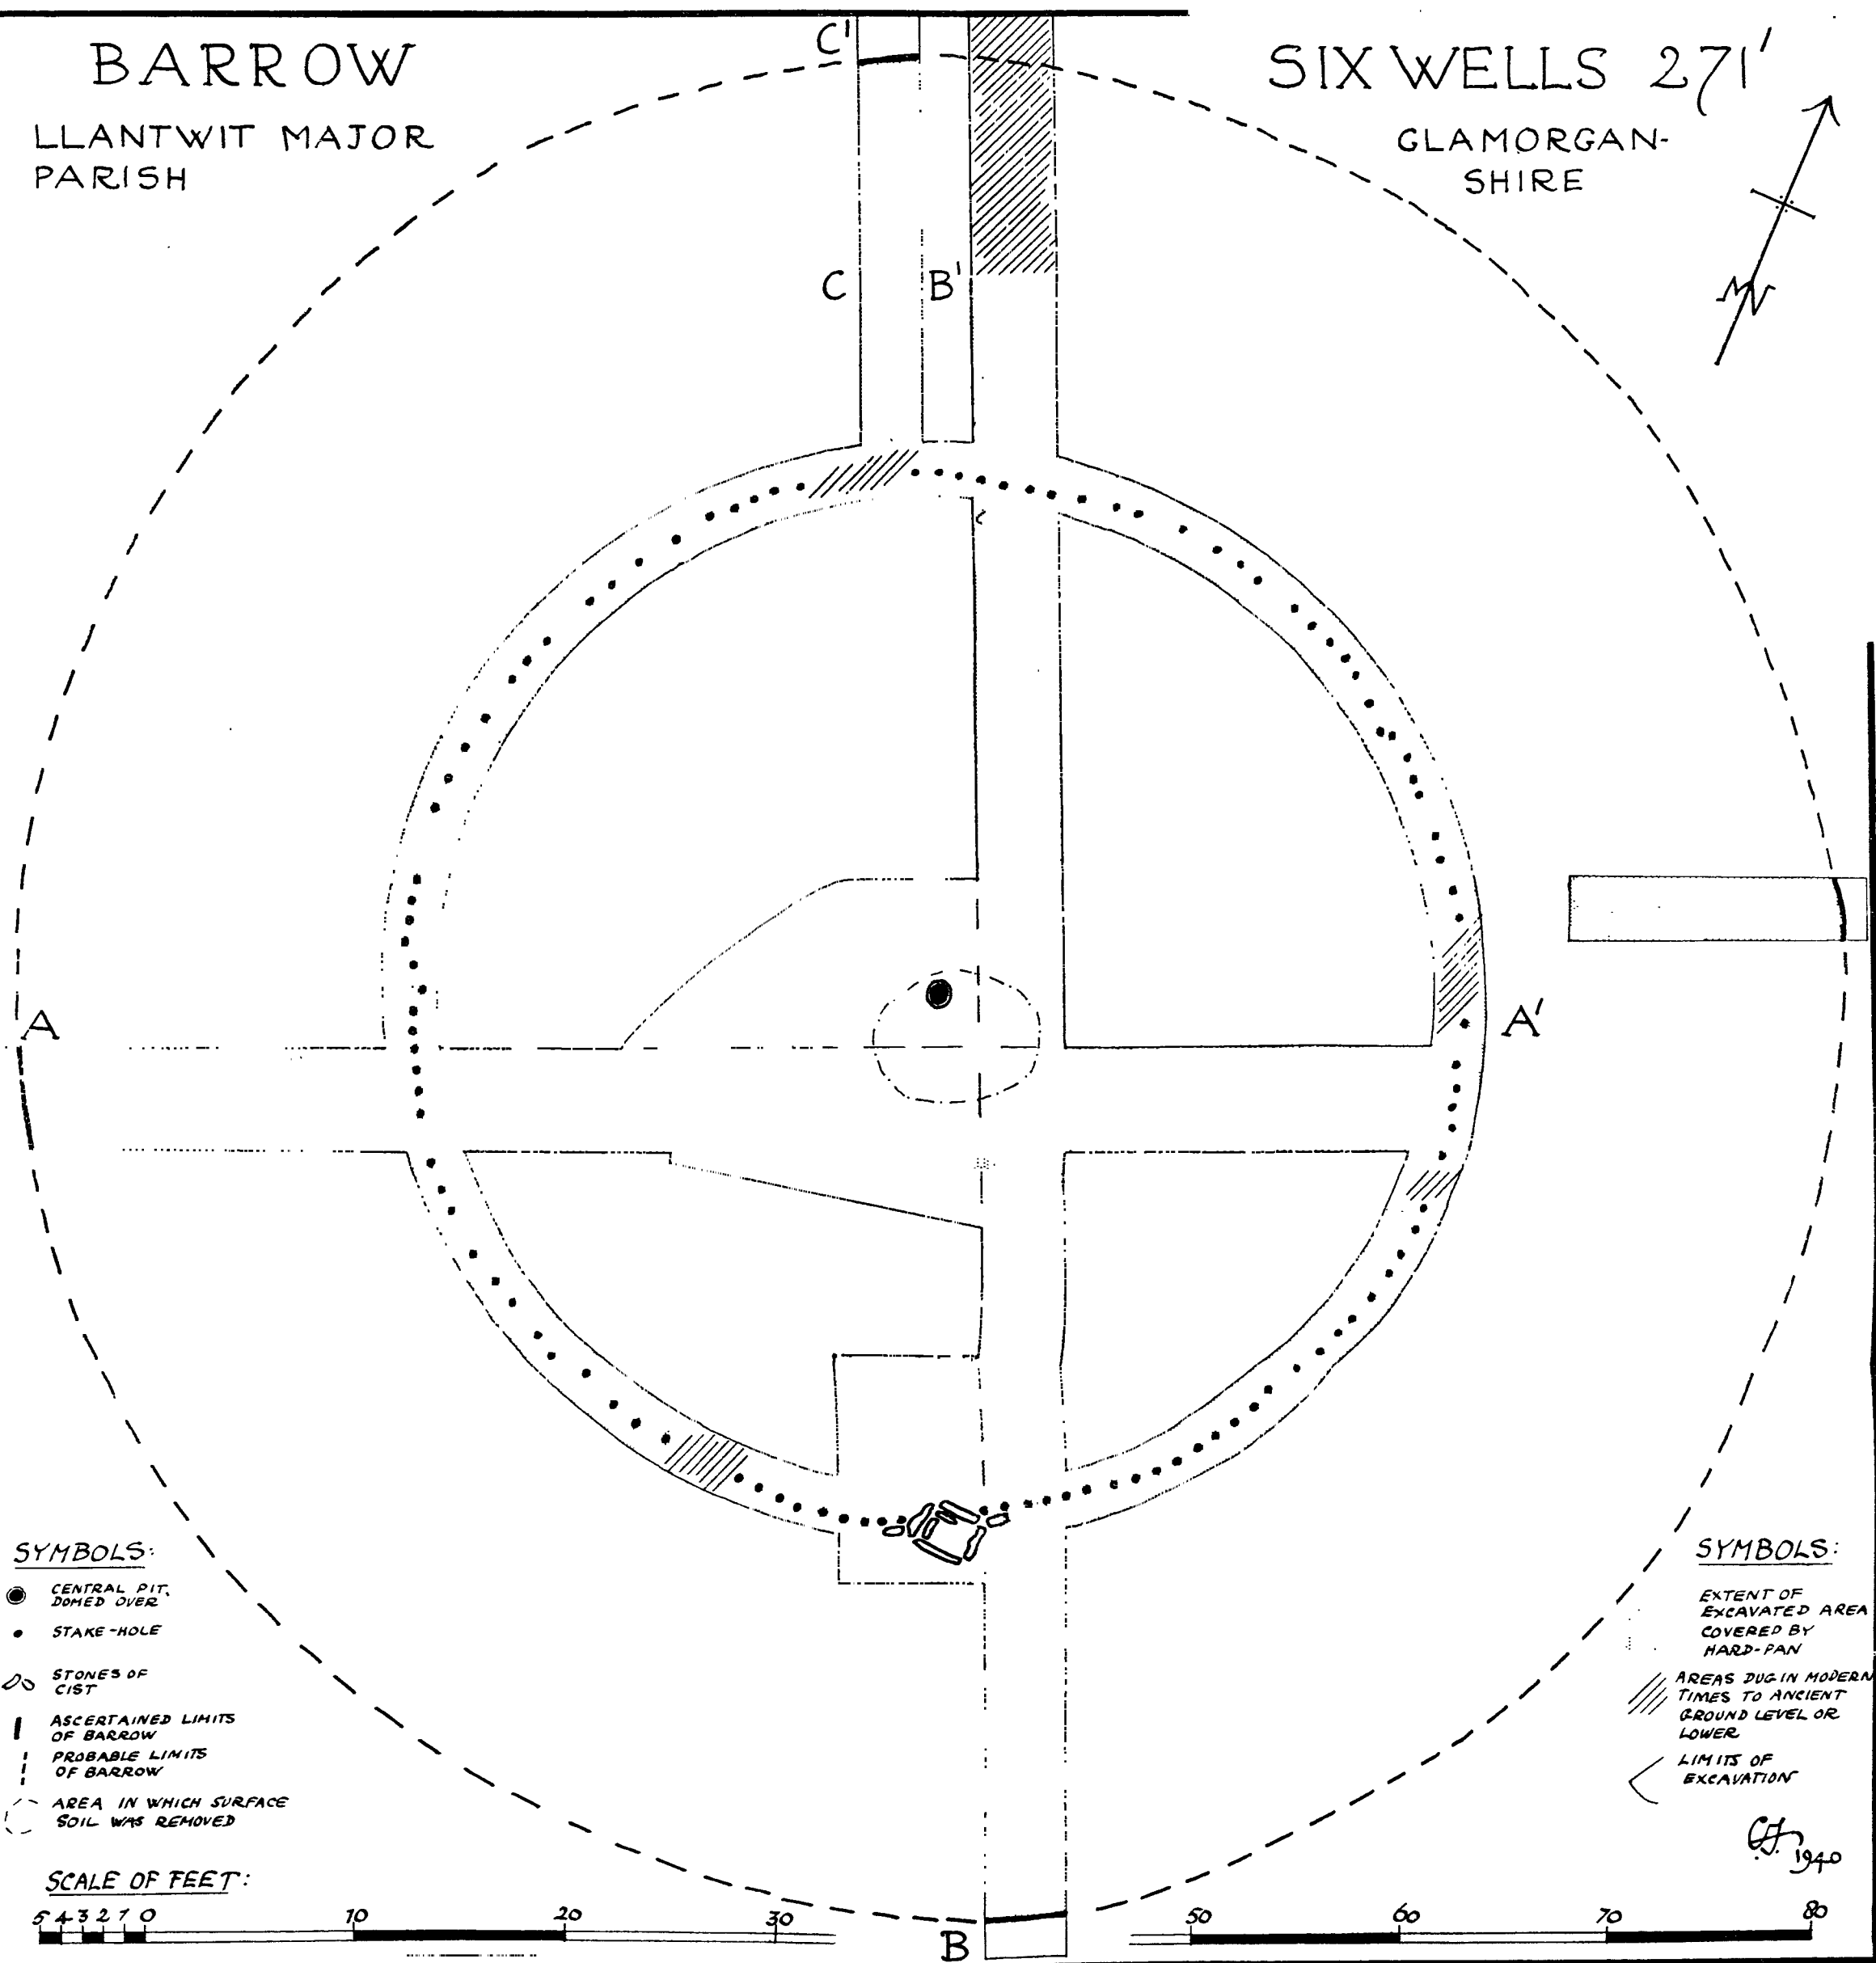 BARROW
LLANTWIT MAJOR
PARISH
SIX WELLS 271'
GLAMORGAN-
SHIRE
N
C'
C
B'
A
A'
B
SYMBOLS:
CENTRAL PIT.
DOMED OVER
STAKE-HOLE
STONES OF
CIST
ASCERTAINED LIMITS
OF BARROW
PROBABLE LIMITS
OF BARROW
AREA IN WHICH SURFACE
SOIL WAS REMOVED
SYMBOLS:
EXTENT OF
EXCAVATED AREA
COVERED BY
HARD-PAN
AREAS DUG IN MODERN
TIMES TO ANCIENT
GROUND LEVEL OR
LOWER
LIMITS OF
EXCAVATION
1940
SCALE OF FEET:
5 4 3 2 1 0 10 20 30 50 60 70 80